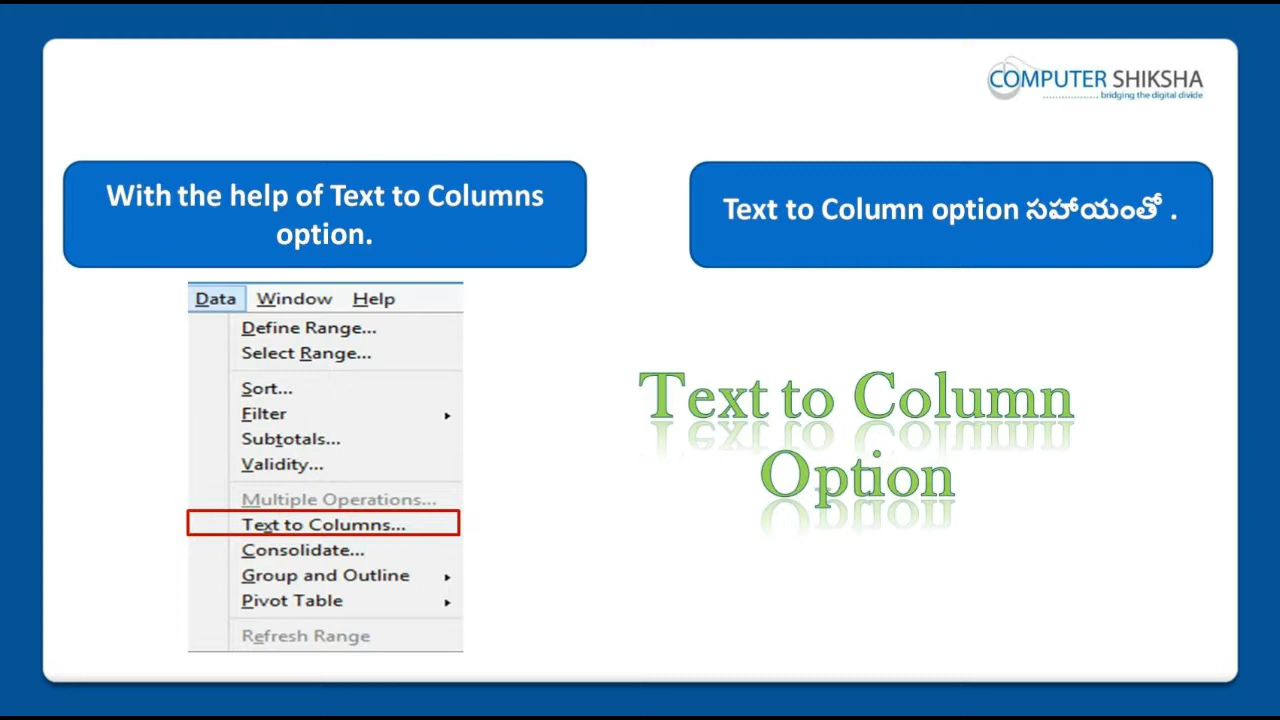 COMPUTER SHIKSHA
bridging the digital divide
With the help of Text to Columns
option.
Text to Column option సహాయంతో .
Data Window Help
Define Range...
Select Range...
Sort...
Filter
Subtotals...
Validity...
Multiple Operations...
Text to Columns...
Consolidate...
Group and Outline
Pivot Table
Refresh Range
Text to Column
Option